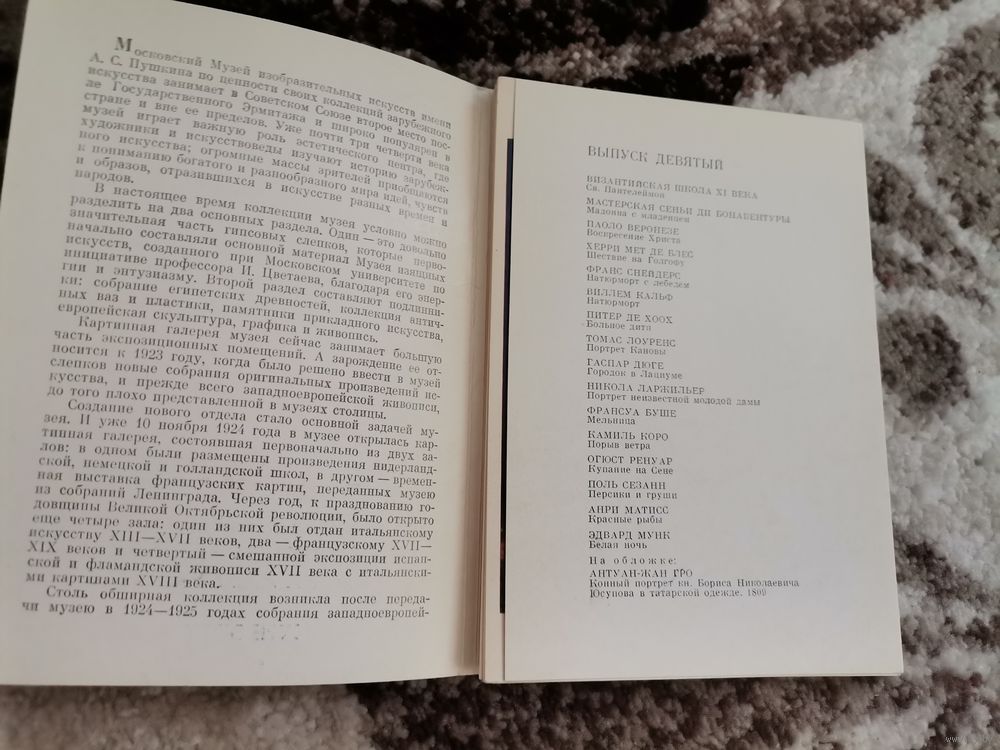 Московский Музей изобразительных искусств имени
А. С. Пушкина по ценности своих коллекций зарубежного
искусства занимает в Советском Союзе второе место пос-
ле Государственного Эрмитажа и широко популярен в
стране и вне ее пределов. Уже почти три четверти века
музей играет важную роль эстетического центра, где
художники и искусствоведы изучают историю зарубеж-
ного искусства; огромные массы зрителей приобщаются
к пониманию богатого и разнообразного мира идей, чувств
и образов, отразившихся в искусстве разных времен и
народов.
В настоящее время коллекции музея условно можно
разделить на два основных раздела. Один — это довольно
значительная часть гипсовых слепков, которые перво-
начально составляли основной материал Музея изящных
искусств, созданного при Московском университете по
инициативе профессора И. Цветаева, благодаря его энер-
гии и энтузиазму. Второй раздел составляют подлинни-
ки: собрание египетских древностей, коллекция антич-
ных ваз и пластики, памятники прикладного искусства,
европейская скульптура, графика и живопись.
Картинная галерея музея сейчас занимает большую
часть экспозиционных помещений. А зарождение ее от-
носится к 1923 году, когда было решено ввести в музей
слепков новые собрания оригинальных произведений ис-
кусства, и прежде всего западноевропейской живописи,
до того плохо представленной в музеях столицы.
Создание нового отдела стало основной задачей му-
зея. И уже 10 ноября 1924 года в музее открылась кар-
тинная галерея, состоявшая первоначально из двух за-
лов: в одном были размещены произведения нидерланд-
ской, немецкой и голландской школ, в другом — времен-
ная выставка французских картин, переданных музею
из собраний Ленинграда. Через год, к празднованию го-
довщины Великой Октябрьской революции, было открыто
еще четыре зала: один из них был отдан итальянскому
искусству XIII—XVII веков, два — французскому XVII—
XIX веков и четвертый — смешанной экспозиции испан-
ской и фламандской живописи XVII века с итальянски-
ми картинами XVIII века.
Столь обширная коллекция возникла после переда-
чи музею в 1924—1925 годах собрания западноевропей-
ВЫПУСК ДЕВЯТЫЙ
ВИЗАНТИЙСКАЯ ШКОЛА XI ВЕКА
Св. Пантелеймон
МАСТЕРСКАЯ СЕНЬИ ДИ БОНАВЕНТУРЫ
Мадонна с младенцем
ПАОЛО ВЕРОНЕЗЕ
Воскресение Христа
ХЕРРИ МЕТ ДЕ БЛЕС
Шествие на Голгофу
ФРАНС СНЕЙДЕРС
Натюрморт с лебедем
ВИЛЛЕМ КАЛЬФ
Натюрморт
ПИТЕР ДЕ ХООХ
Больное дитя
ТОМАС ЛОУРЕНС
Портрет Кановы
ГАСПАР ДЮГЕ
Городок в Лациуме
НИКОЛА ЛАРЖИЛЬЕР
Портрет неизвестной молодой дамы
ФРАНСУА БУШЕ
Мельница
КАМИЛЬ КОРО
Порыв ветра
ОГЮСТ РЕНУАР
Купание на Сене
ПОЛЬ СЕЗАНН
Персики и груши
АНРИ МАТИСС
Красные рыбы
ЭДВАРД МУНК
Белая ночь
На обложке:
АНТУАН-ЖАН ГРО
Конный портрет кн. Бориса Николаевича
Юсупова в татарской одежде. 1809